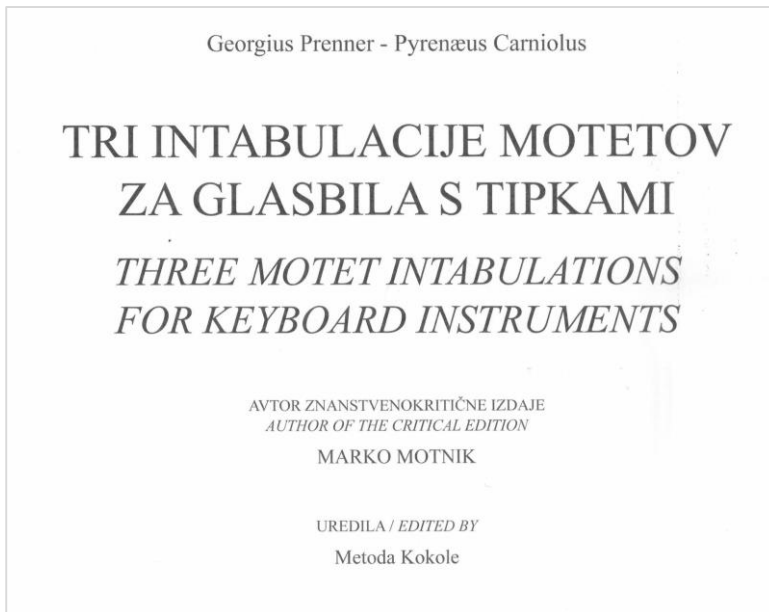 Georgius Prenner - Pyrenæus Carniolus
TRI INTABULACIJE MOTETOV
ZA GLASBILA S TIPKAMI
THREE MOTET INTABULATIONS
FOR KEYBOARD INSTRUMENTS
AVTOR ZNANSTVENOKRITIČNE IZDAJE
AUTHOR OF THE CRITICAL EDITION
MARKO MOTNIK
UREDILA / EDITED BY
Metoda Kokole